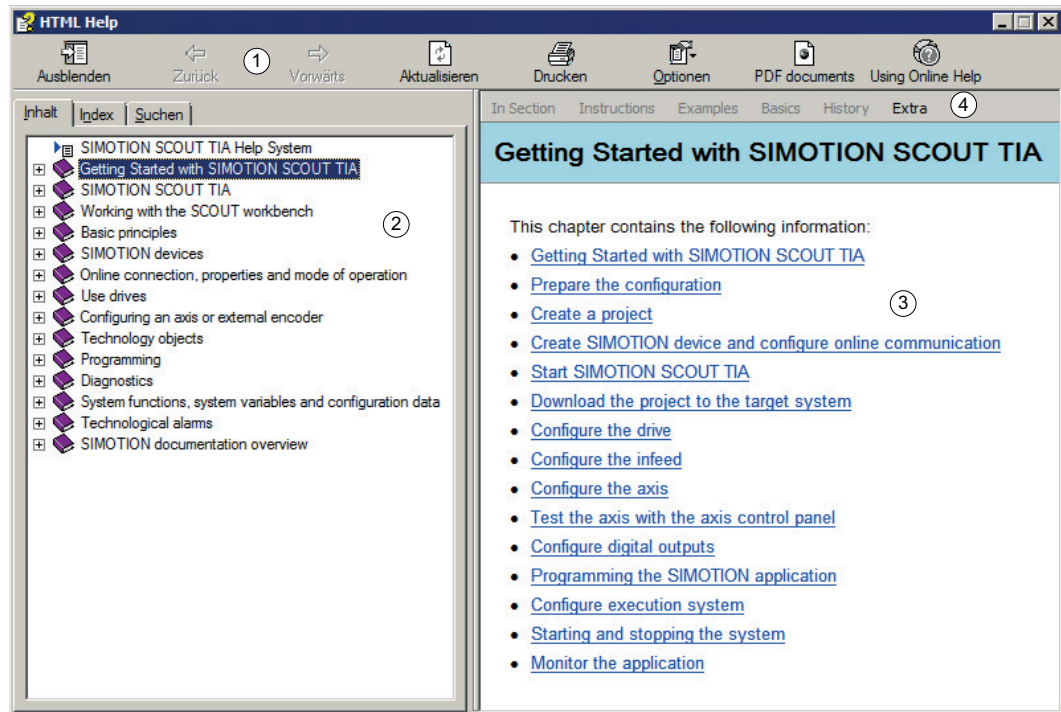 HTML Help
Ausblenden Zurück 1 Vorwärts Aktualisieren Drucken Optionen PDF documents Using Online Help
Inhalt Index Suchen
SIMOTION SCOUT TIA Help System
Getting Started with SIMOTION SCOUT TIA
SIMOTION SCOUT TIA
Working with the SCOUT workbench
2
Basic principles
SIMOTION devices
Online connection, properties and mode of operation
Use drives
Configuring an axis or external encoder
Technology objects
Programming
Diagnostics
System functions, system variables and configuration data
Technological alarms
SIMOTION documentation overview
In Section Instructions Examples Basics History Extra 4
Getting Started with SIMOTION SCOUT TIA
This chapter contains the following information:
• Getting Started with SIMOTION SCOUT TIA
• Prepare the configuration
3
• Create a project
• Create SIMOTION device and configure online communication
• Start SIMOTION SCOUT TIA
• Download the project to the target system
• Configure the drive
• Configure the infeed
• Configure the axis
• Test the axis with the axis control panel
• Configure digital outputs
• Programming the SIMOTION application
• Configure execution system
• Starting and stopping the system
• Monitor the application